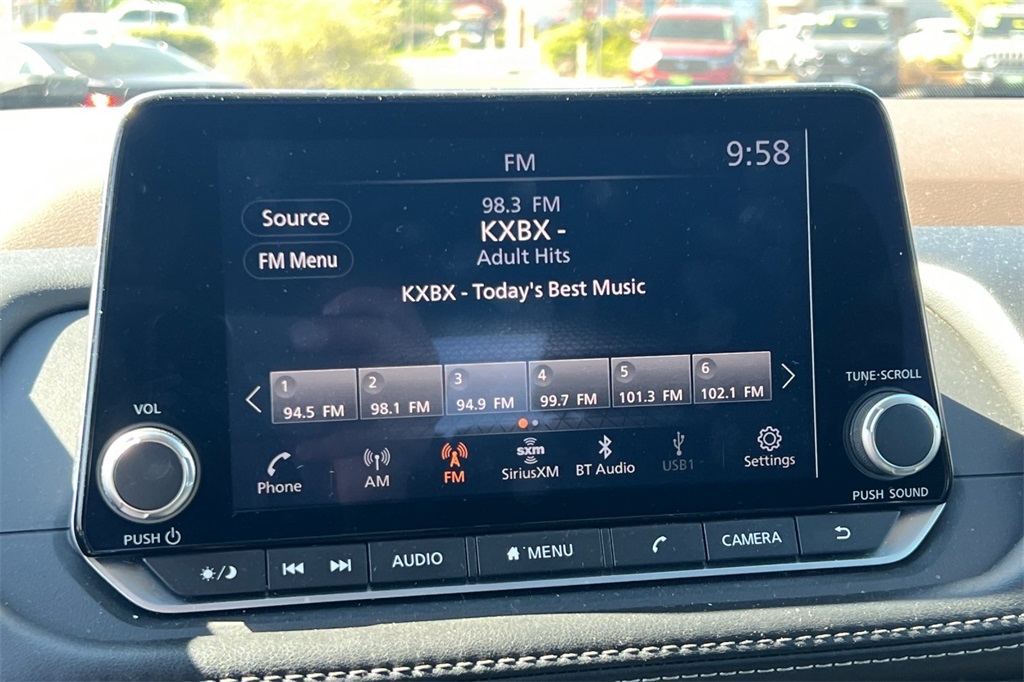 FM
9:58
Source
98.3 FM
KXBX -
Adult Hits
FM Menu
KXBX - Today's Best Music
1 94.5 FM
2 98.1 FM
3 94.9 FM
4 99.7 FM
5 101.3 FM
6 102.1 FM
TUNE·SCROLL
VOL
Phone
AM
FM
sxm
SiriusXM
BT Audio
USB1
Settings
PUSH
PUSH SOUND
AUDIO
MENU
CAMERA